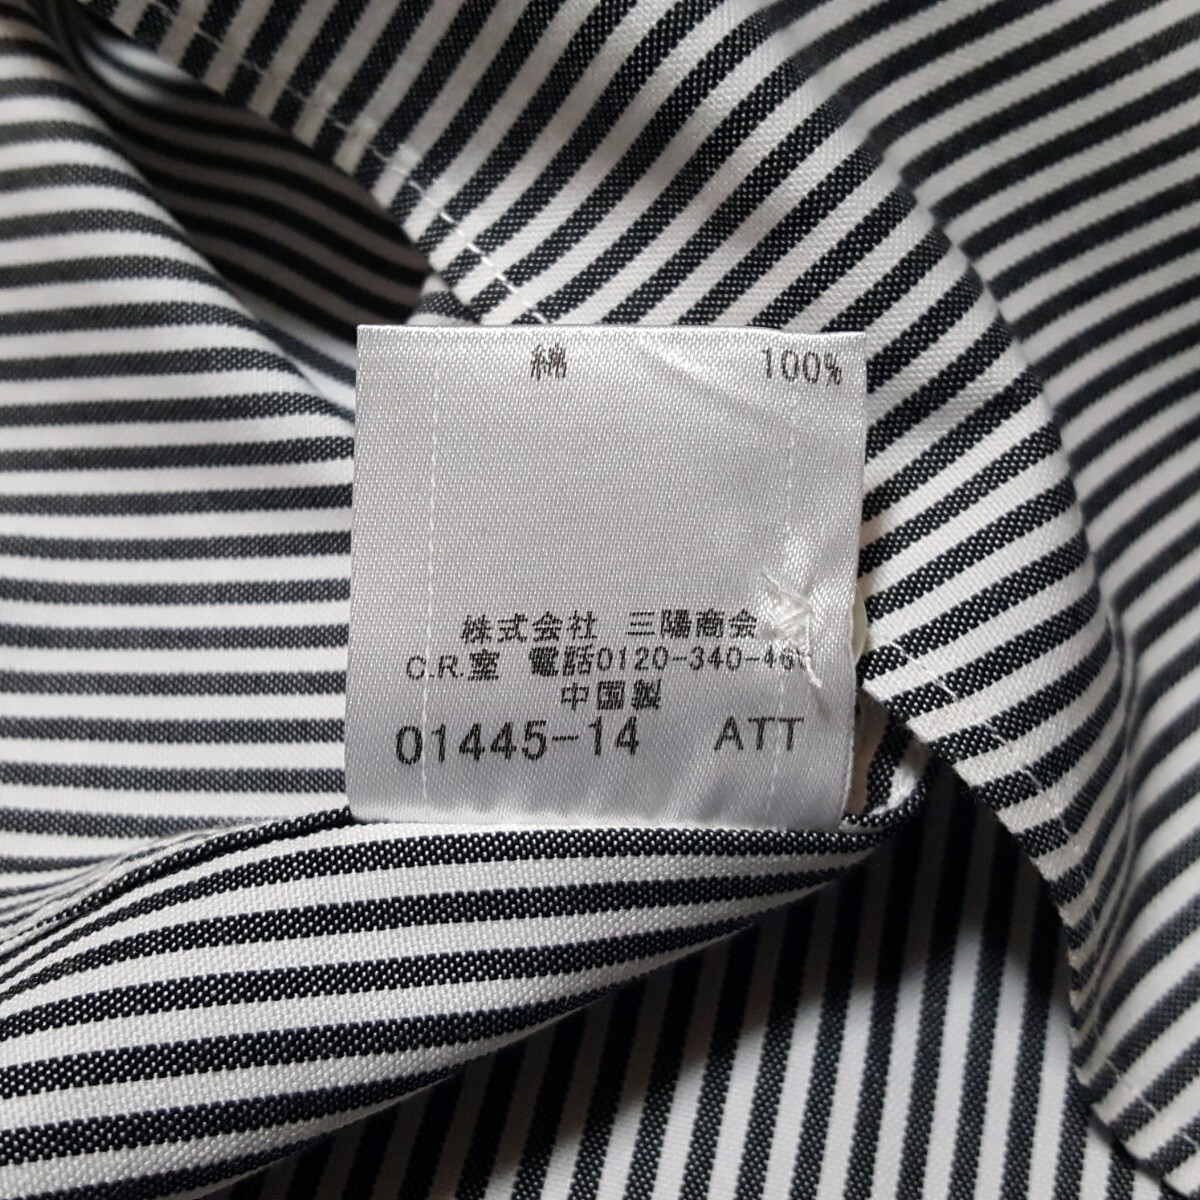 綿 100%
株式会社 三陽商会
C.R.室 電話0120-340-46
中国製
01445-14 ATT